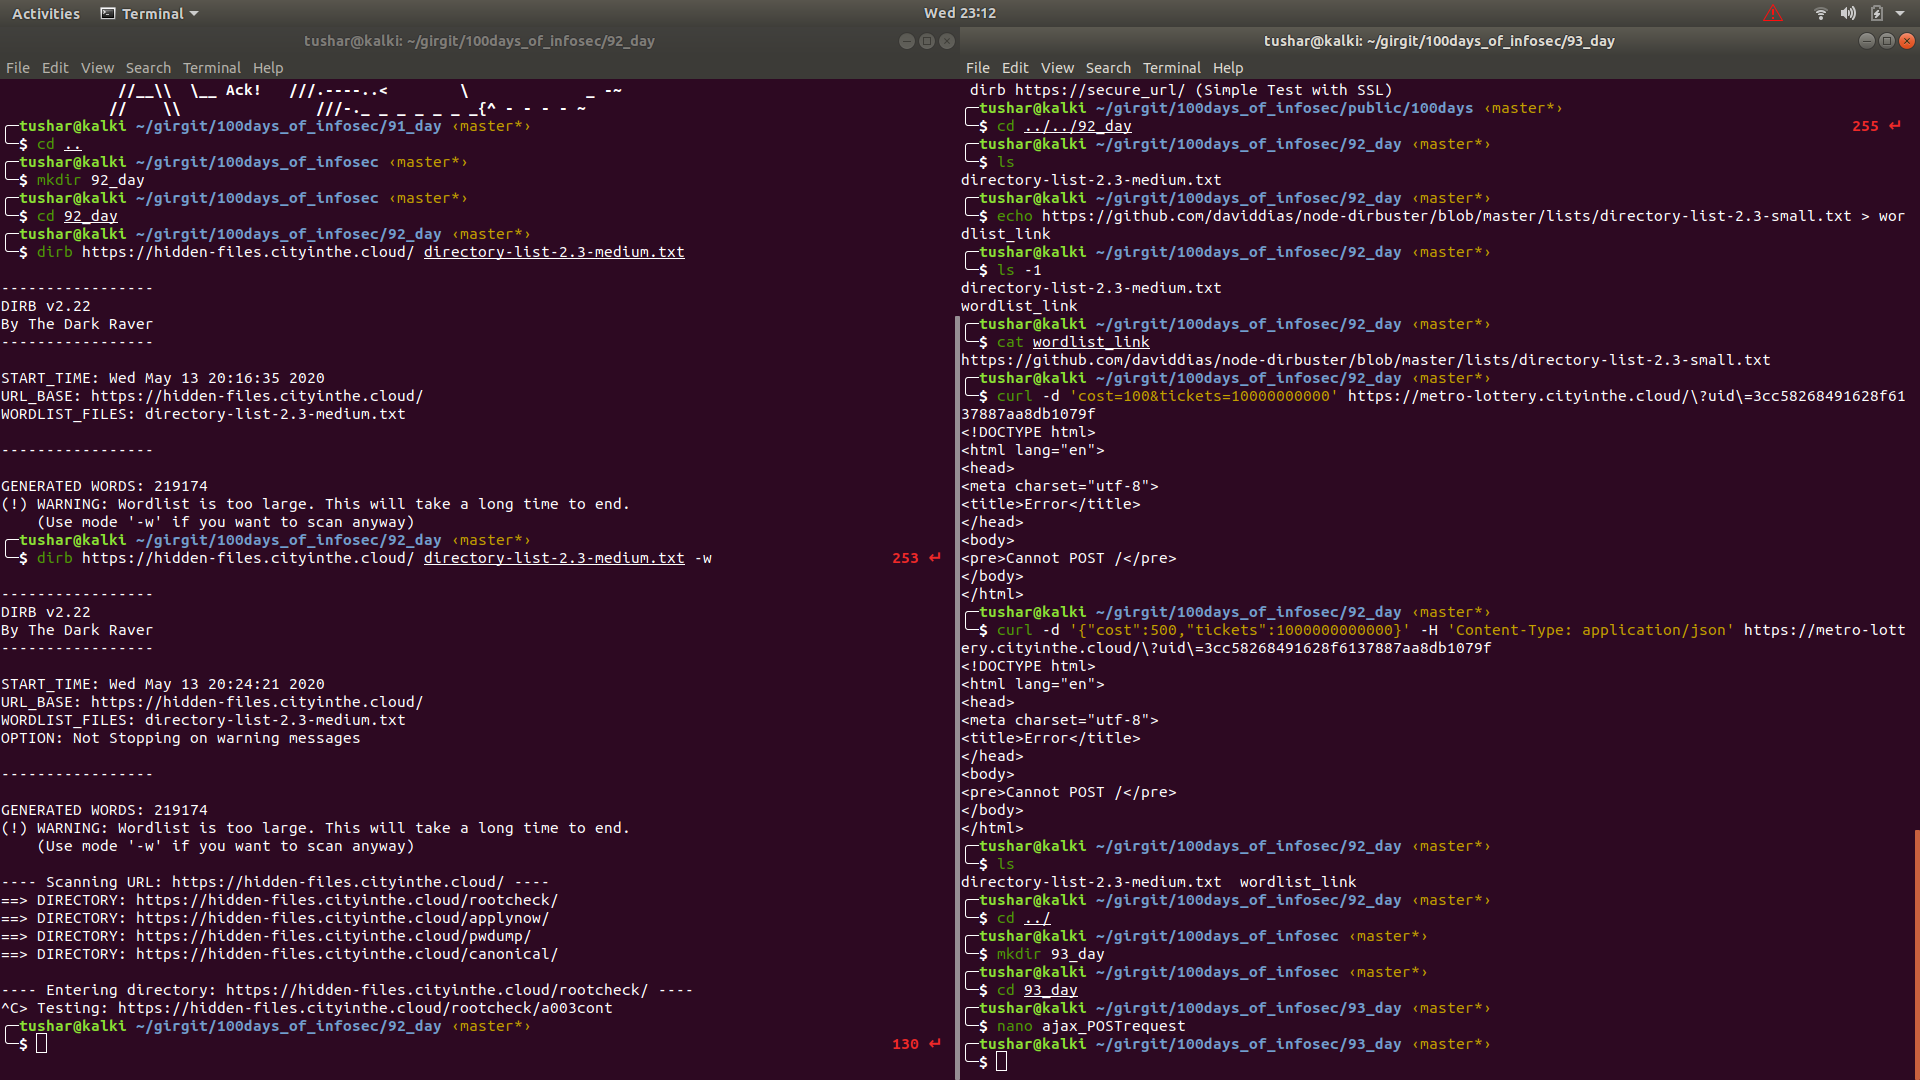 Activities Terminal Wed 23:12
tushar@kalki: ~/girgit/100days_of_infosec/92_day
File Edit View Search Terminal Help
//__\\ \__ Ack! ///.----..< \ _ -~
// \\ ///-._ _ _ _ _ _ _{^ - - - - ~
tushar@kalki ~/girgit/100days_of_infosec/91_day ‹master*›
$ cd ..
tushar@kalki ~/girgit/100days_of_infosec ‹master*›
$ mkdir 92_day
tushar@kalki ~/girgit/100days_of_infosec ‹master*›
$ cd 92_day
tushar@kalki ~/girgit/100days_of_infosec/92_day ‹master*›
$ dirb https://hidden-files.cityinthe.cloud/ directory-list-2.3-medium.txt
-----------------
DIRB v2.22
By The Dark Raver
-----------------
START_TIME: Wed May 13 20:16:35 2020
URL_BASE: https://hidden-files.cityinthe.cloud/
WORDLIST_FILES: directory-list-2.3-medium.txt
-----------------
GENERATED WORDS: 219174
(!) WARNING: Wordlist is too large. This will take a long time to end.
(Use mode '-w' if you want to scan anyway)
tushar@kalki ~/girgit/100days_of_infosec/92_day ‹master*›
$ dirb https://hidden-files.cityinthe.cloud/ directory-list-2.3-medium.txt -w 253 ↵
-----------------
DIRB v2.22
By The Dark Raver
-----------------
START_TIME: Wed May 13 20:24:21 2020
URL_BASE: https://hidden-files.cityinthe.cloud/
WORDLIST_FILES: directory-list-2.3-medium.txt
OPTION: Not Stopping on warning messages
-----------------
GENERATED WORDS: 219174
(!) WARNING: Wordlist is too large. This will take a long time to end.
(Use mode '-w' if you want to scan anyway)
---- Scanning URL: https://hidden-files.cityinthe.cloud/ ----
==> DIRECTORY: https://hidden-files.cityinthe.cloud/rootcheck/
==> DIRECTORY: https://hidden-files.cityinthe.cloud/applynow/
==> DIRECTORY: https://hidden-files.cityinthe.cloud/pwdump/
==> DIRECTORY: https://hidden-files.cityinthe.cloud/canonical/
---- Entering directory: https://hidden-files.cityinthe.cloud/rootcheck/ ----
^C> Testing: https://hidden-files.cityinthe.cloud/rootcheck/a003cont
tushar@kalki ~/girgit/100days_of_infosec/92_day ‹master*›
$ 130 ↵
tushar@kalki: ~/girgit/100days_of_infosec/93_day
File Edit View Search Terminal Help
dirb https://secure_url/ (Simple Test with SSL)
tushar@kalki ~/girgit/100days_of_infosec/public/100days ‹master*›
$ cd ../../92_day 255 ↵
tushar@kalki ~/girgit/100days_of_infosec/92_day ‹master*›
$ ls
directory-list-2.3-medium.txt
tushar@kalki ~/girgit/100days_of_infosec/92_day ‹master*›
$ echo https://github.com/daviddias/node-dirbuster/blob/master/lists/directory-list-2.3-small.txt > wor
dlist_link
tushar@kalki ~/girgit/100days_of_infosec/92_day ‹master*›
$ ls -1
directory-list-2.3-medium.txt
wordlist_link
tushar@kalki ~/girgit/100days_of_infosec/92_day ‹master*›
$ cat wordlist_link
https://github.com/daviddias/node-dirbuster/blob/master/lists/directory-list-2.3-small.txt
tushar@kalki ~/girgit/100days_of_infosec/92_day ‹master*›
$ curl -d 'cost=100&tickets=10000000000' https://metro-lottery.cityinthe.cloud/\?uid\=3cc58268491628f61
37887aa8db1079f
<!DOCTYPE html>
<html lang="en">
<head>
<meta charset="utf-8">
<title>Error</title>
</head>
<body>
<pre>Cannot POST /</pre>
</body>
</html>
tushar@kalki ~/girgit/100days_of_infosec/92_day ‹master*›
$ curl -d '{"cost":500,"tickets":1000000000000}' -H 'Content-Type: application/json' https://metro-lott
ery.cityinthe.cloud/\?uid\=3cc58268491628f6137887aa8db1079f
<!DOCTYPE html>
<html lang="en">
<head>
<meta charset="utf-8">
<title>Error</title>
</head>
<body>
<pre>Cannot POST /</pre>
</body>
</html>
tushar@kalki ~/girgit/100days_of_infosec/92_day ‹master*›
$ ls
directory-list-2.3-medium.txt wordlist_link
tushar@kalki ~/girgit/100days_of_infosec/92_day ‹master*›
$ cd ../
tushar@kalki ~/girgit/100days_of_infosec ‹master*›
$ mkdir 93_day
tushar@kalki ~/girgit/100days_of_infosec ‹master*›
$ cd 93_day
tushar@kalki ~/girgit/100days_of_infosec/93_day ‹master*›
$ nano ajax_POSTrequest
tushar@kalki ~/girgit/100days_of_infosec/93_day ‹master*›
$